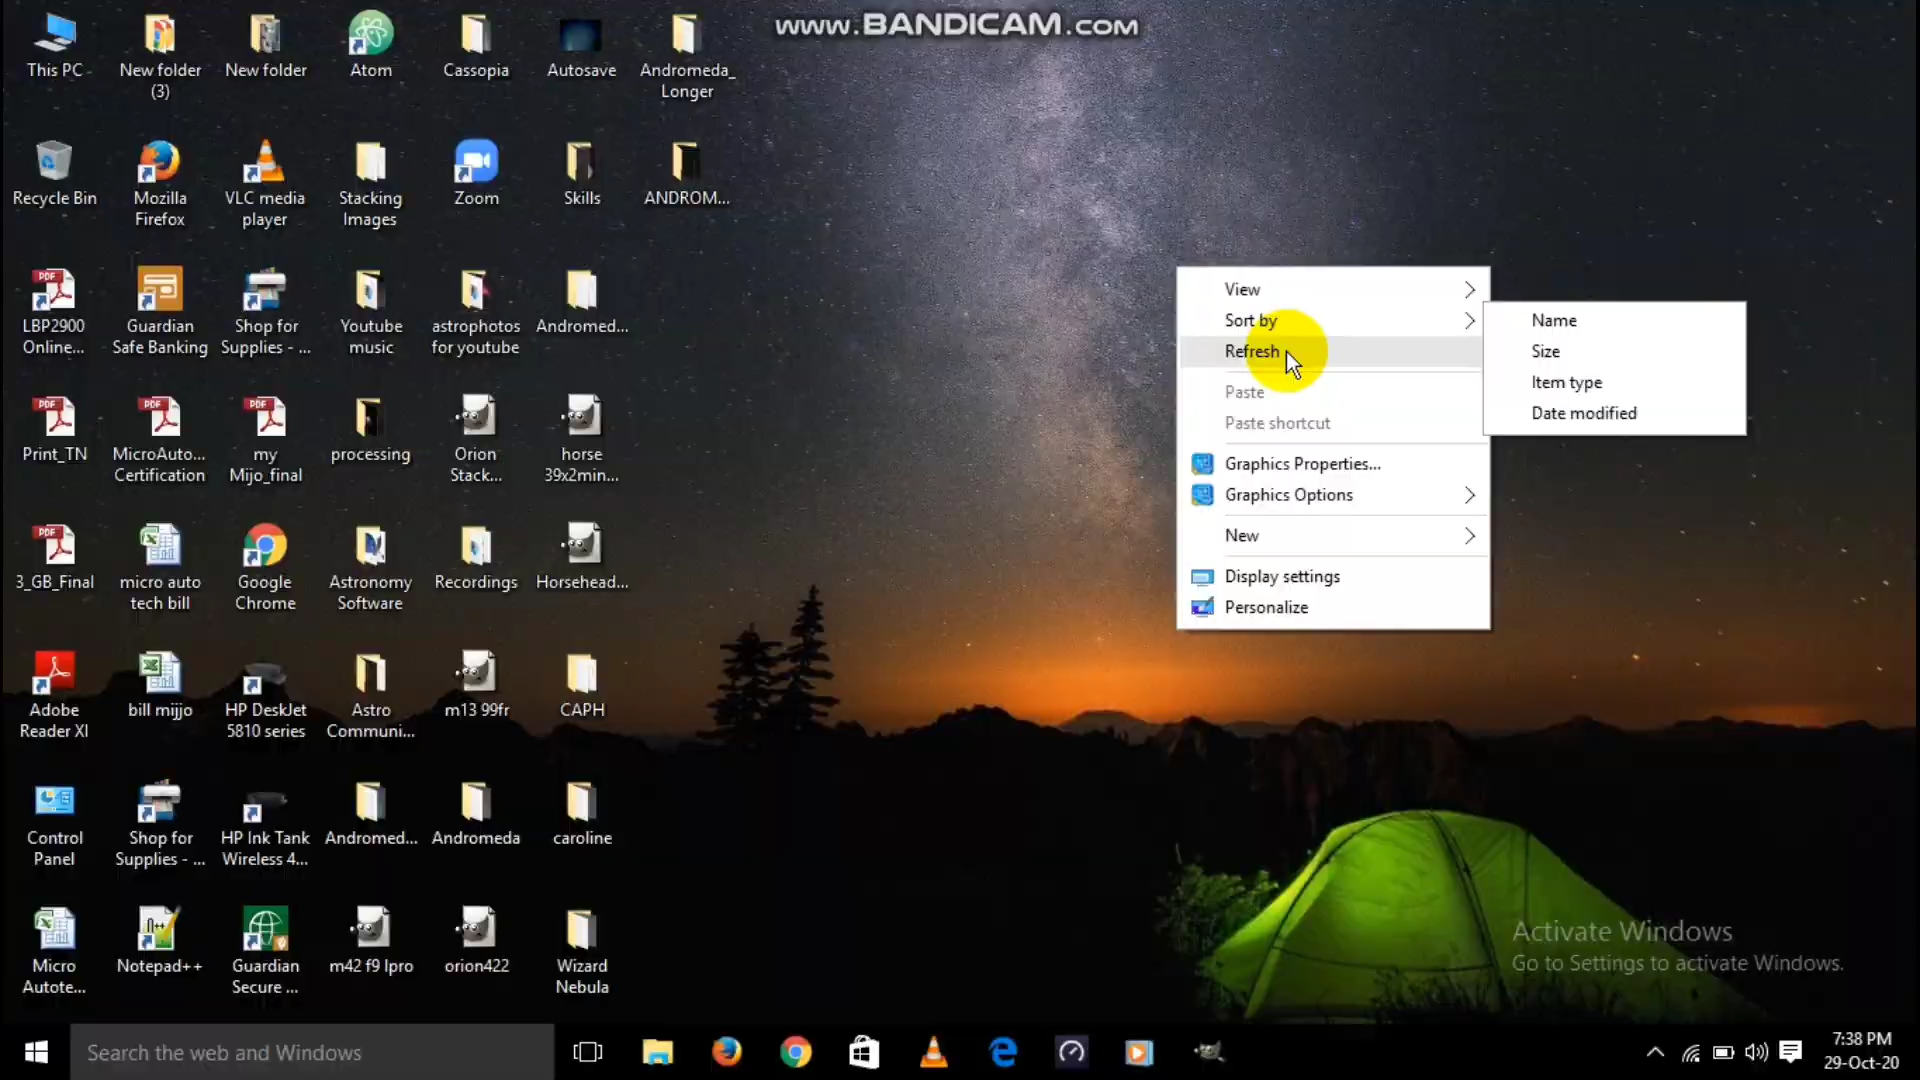 www.BANDICAM.com
This PC
New folder
(3)
New folder
Atom
Cassopia
Autosave
Andromeda_
Longer
Recycle Bin
Mozilla
Firefox
VLC media
player
Stacking
Images
Zoom
Skills
ANDROM...
LBP2900
Online...
Guardian
Safe Banking
Shop for
Supplies - ...
Youtube
music
astrophotos
for youtube
Andromed...
Print_TN
MicroAuto...
Certification
my
Mijo_final
processing
Orion
Stack...
horse
39x2min...
3_GB_Final
micro auto
tech bill
Google
Chrome
Astronomy
Software
Recordings
Horsehead...
Adobe
Reader XI
bill mijjo
HP DeskJet
5810 series
Astro
Communi...
m13 99fr
CAPH
Control
Panel
Shop for
Supplies - ...
HP Ink Tank
Wireless 4...
Andromed...
Andromeda
caroline
Micro
Autote...
Notepad++
Guardian
Secure ...
m42 f9 lpro
orion422
Wizard
Nebula
View
Sort by
Refresh
Paste
Paste shortcut
Graphics Properties...
Graphics Options
New
Display settings
Personalize
Name
Size
Item type
Date modified
Activate Windows
Go to Settings to activate Windows.
Search the web and Windows
7:38 PM
29-Oct-20